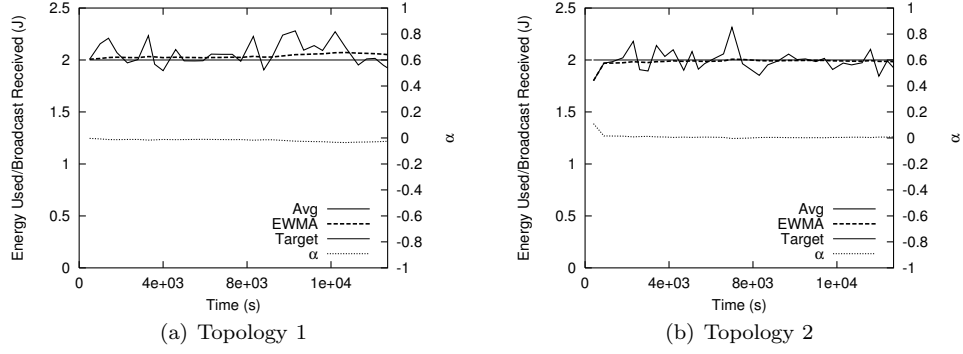 Energy Used/Broadcast Received (J)
2.5
2
1.5
1
0.5
0
1
0.8
0.6
0.4
0.2
0
-0.2
-0.4
-0.6
-0.8
-1
α
Avg
EWMA
Target
α
0
4e+03
8e+03
1e+04
Time (s)
(a) Topology 1
Energy Used/Broadcast Received (J)
2.5
2
1.5
1
0.5
0
1
0.8
0.6
0.4
0.2
0
-0.2
-0.4
-0.6
-0.8
-1
α
Avg
EWMA
Target
α
0
4e+03
8e+03
1e+04
Time (s)
(b) Topology 2